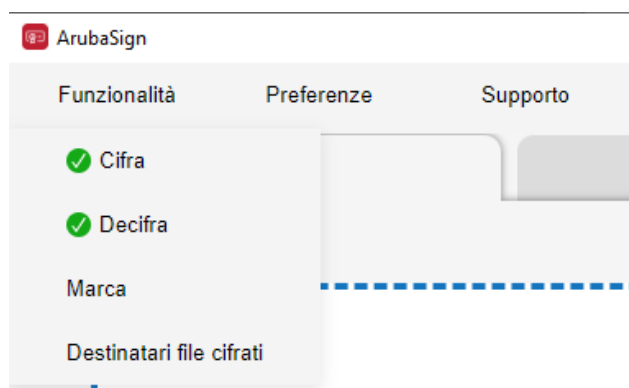 ArubaSign
Funzionalità Preferenze Supporto
Cifra
Decifra
Marca
Destinatari file cifrati